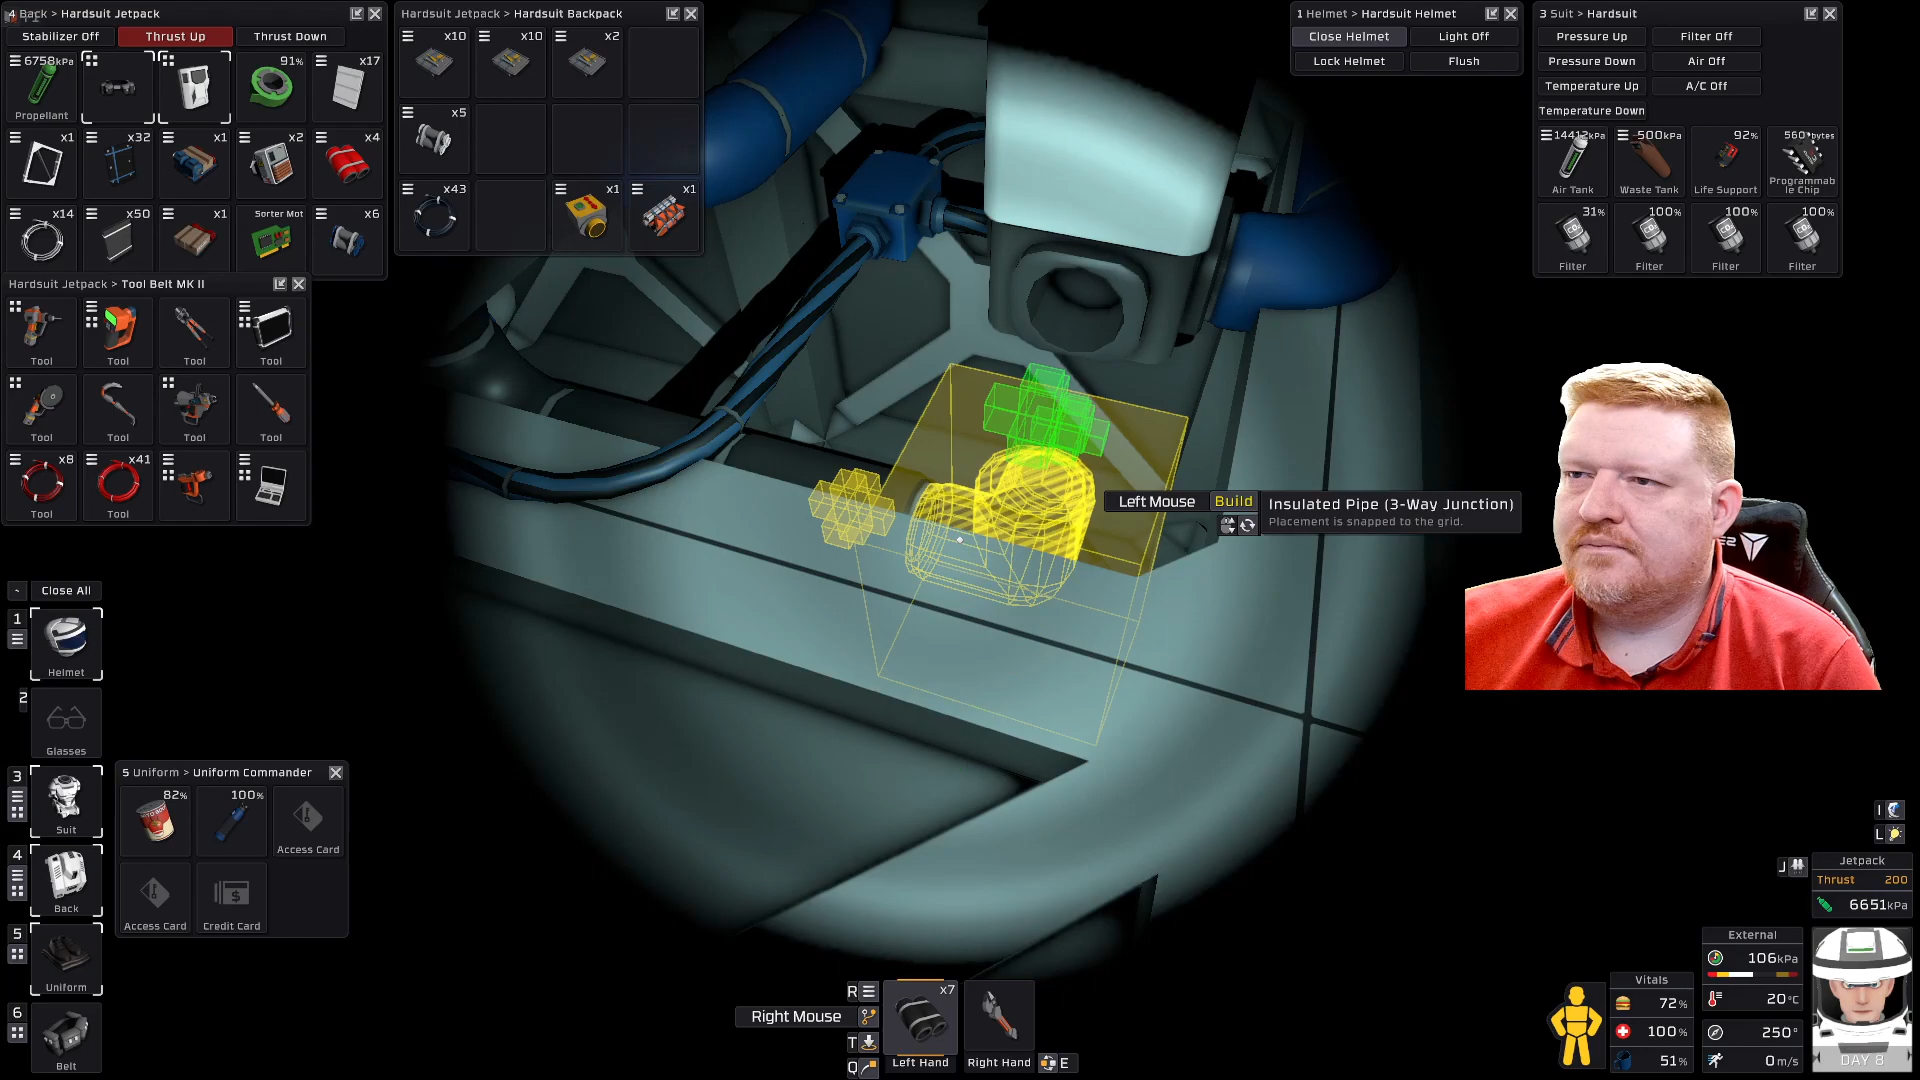 4 Back > Hardsuit Jetpack
Stabilizer Off
Thrust Up
Thrust Down
6758kPa
91%
x17
Propellant
x1
x32
x1
x2
x4
x14
x50
x1
Sorter Mot
x6
Hardsuit Jetpack > Tool Belt MK II
Tool
Tool
Tool
Tool
Tool
Tool
Tool
Tool
x8
x41
Tool
Tool
Tool
Tool
Hardsuit Jetpack > Hardsuit Backpack
x10
x10
x2
x5
x43
x1
x1
1 Helmet > Hardsuit Helmet
Close Helmet
Light Off
Lock Helmet
Flush
3 Suit > Hardsuit
Pressure Up
Filter Off
Pressure Down
Air Off
Temperature Up
A/C Off
Temperature Down
14412kPa
500kPa
92%
Air Tank
Waste Tank
Life Support
Programmab
le Chip
31%
100%
100%
100%
Filter
Filter
Filter
Filter
Left Mouse
Build
Insulated Pipe (3-Way Junction)
Placement is snapped to the grid.
~
Close All
1
Helmet
2
Glasses
3
Suit
4
Back
5
Uniform
6
Belt
5 Uniform > Uniform Commander
82%
100%
Access Card
Access Card
Credit Card
R
x7
Right Mouse
T
Q
Left Hand
Right Hand
E
I
L
J
Jetpack
Thrust 200
6651kPa
External
106kPa
20°C
250°
0m/s
Vitals
72%
100%
51%
DAY 8